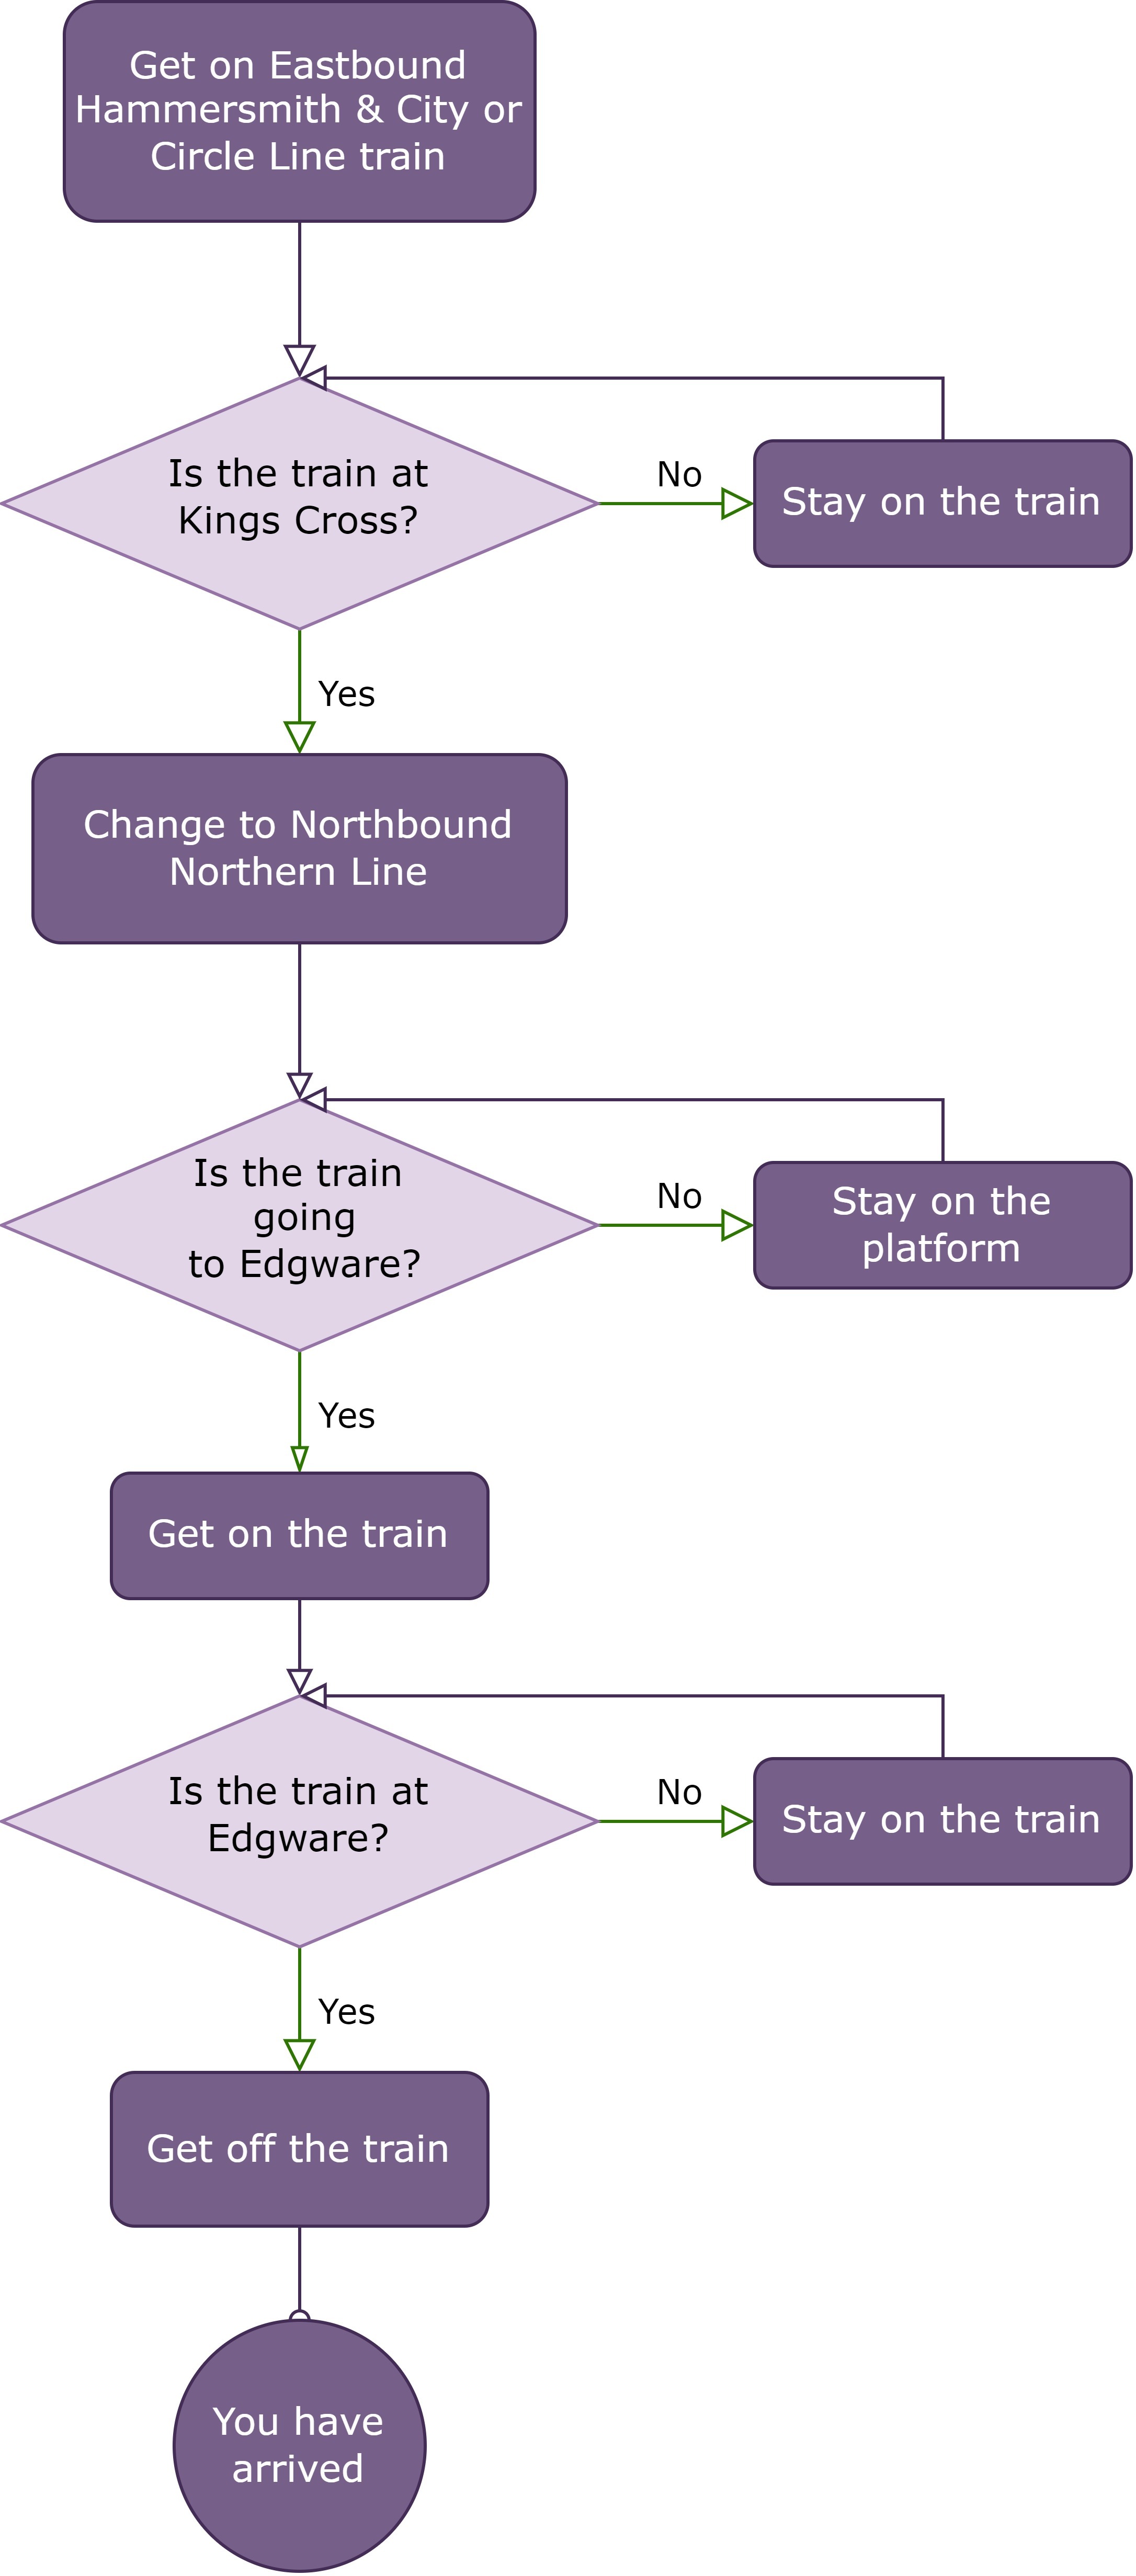 Get on Eastbound
Hammersmith & City or
Circle Line train
Is the train at
Kings Cross?
No
Stay on the train
Yes
Change to Northbound
Northern Line
Is the train
going
to Edgware?
No
Stay on the
platform
Yes
Get on the train
Is the train at
Edgware?
No
Stay on the train
Yes
Get off the train
You have
arrived